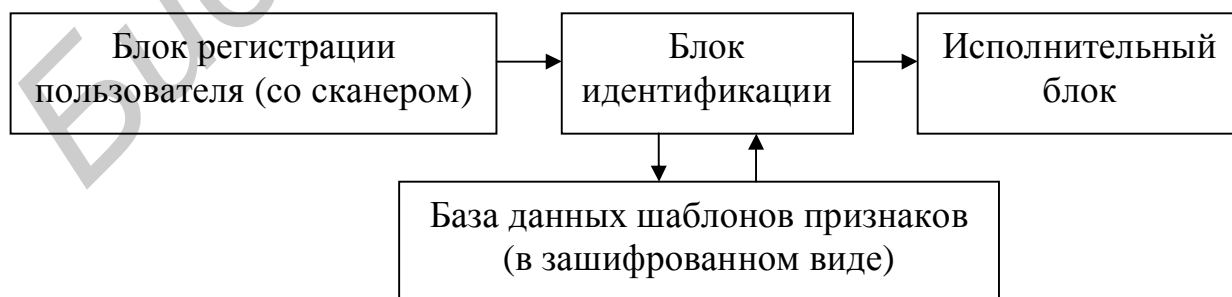 Блок регистрации
пользователя (со сканером)
Блок
идентификации
Исполнительный
блок
База данных шаблонов признаков
(в зашифрованном виде)